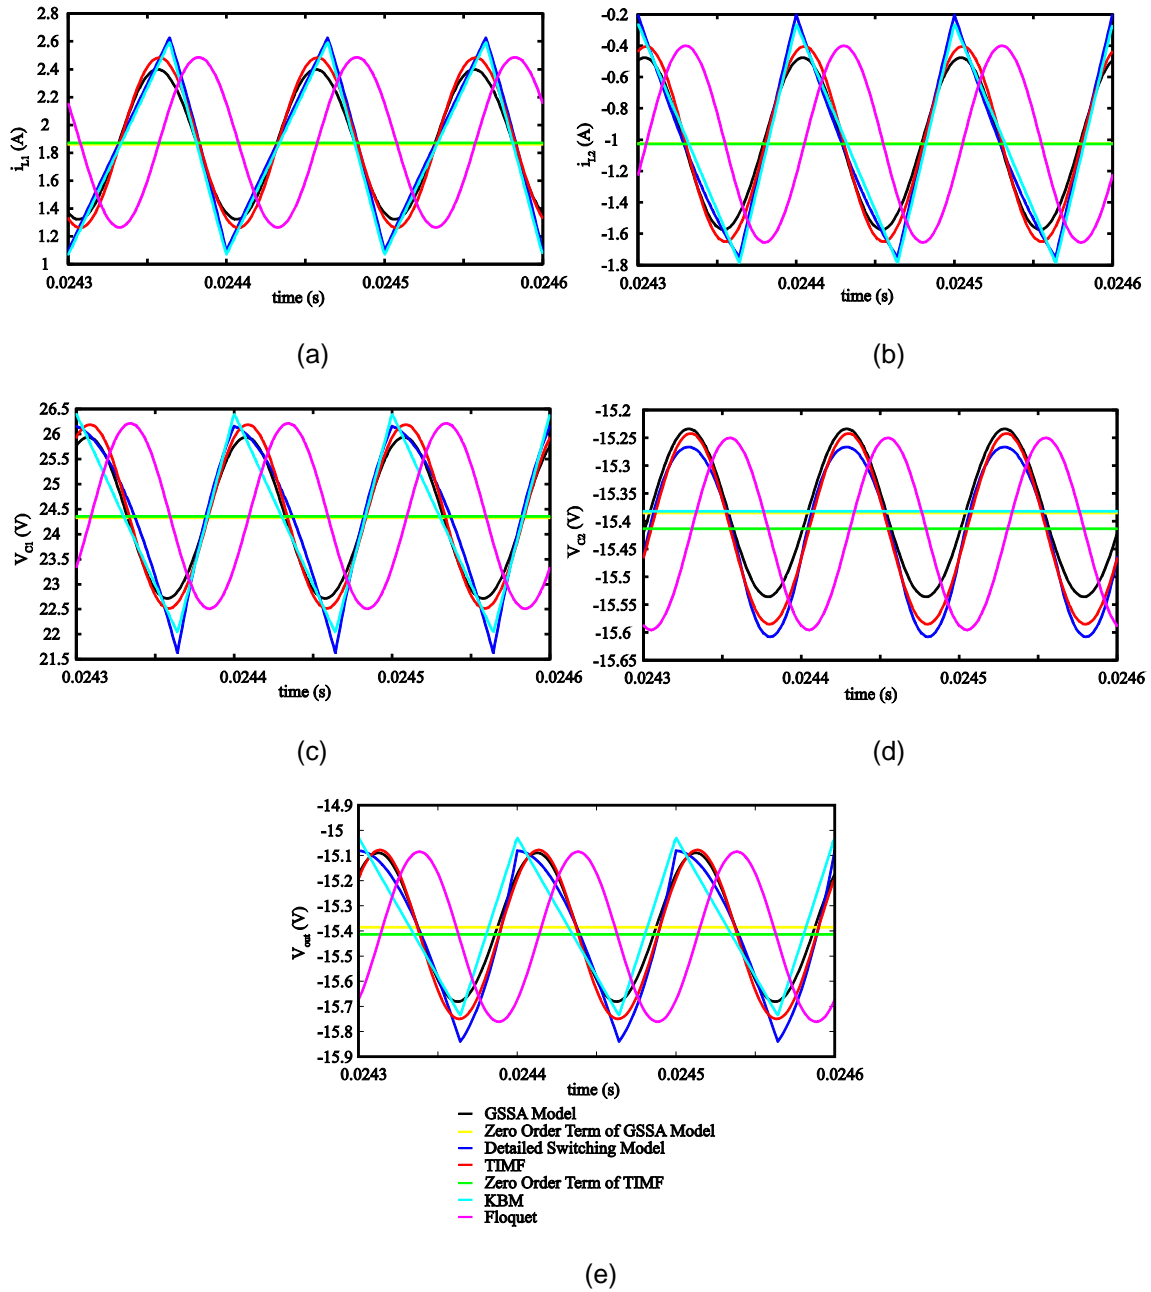 2.8
2.6
2.4
2.2
2
1.8
1.6
1.4
1.2
1
i_L1 (A)
0.0243 0.0244 0.0245 0.0246
time (s)
(a)
-0.2
-0.4
-0.6
-0.8
-1
-1.2
-1.4
-1.6
-1.8
i_L2 (A)
0.0243 0.0244 0.0245 0.0246
time (s)
(b)
26.5
26
25.5
25
24.5
24
23.5
23
22.5
22
21.5
V_C1 (V)
0.0243 0.0244 0.0245 0.0246
time (s)
(c)
-15.2
-15.25
-15.3
-15.35
-15.4
-15.45
-15.5
-15.55
-15.6
-15.65
V_C2 (V)
0.0243 0.0244 0.0245 0.0246
time (s)
(d)
-14.9
-15
-15.1
-15.2
-15.3
-15.4
-15.5
-15.6
-15.7
-15.8
-15.9
V_out (V)
0.0243 0.0244 0.0245 0.0246
time (s)
GSSA Model
Zero Order Term of GSSA Model
Detailed Switching Model
TIMF
Zero Order Term of TIMF
KBM
Floquet
(e)